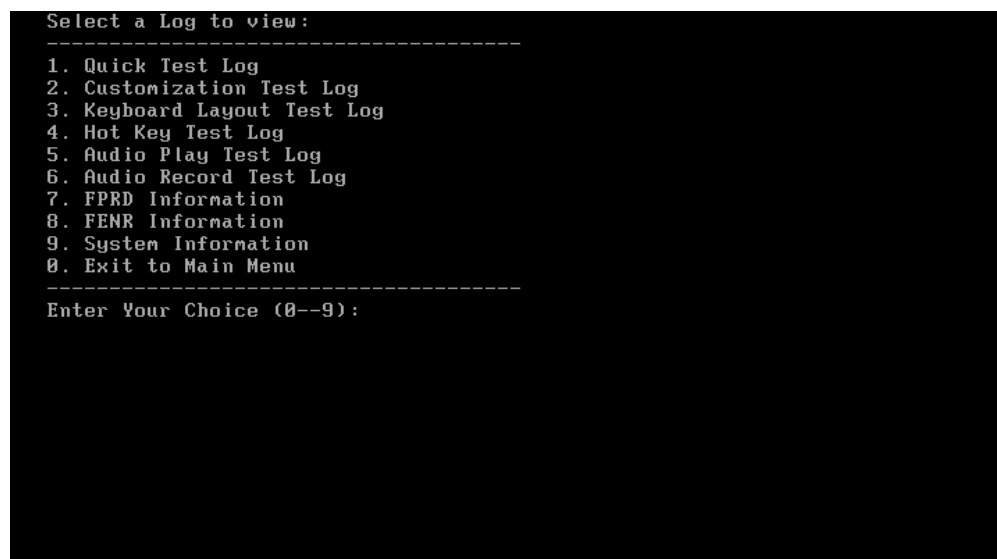 Select a Log to view:
--------------------------------------
1. Quick Test Log
2. Customization Test Log
3. Keyboard Layout Test Log
4. Hot Key Test Log
5. Audio Play Test Log
6. Audio Record Test Log
7. FPRD Information
8. FENR Information
9. System Information
0. Exit to Main Menu
--------------------------------------
Enter Your Choice (0--9):